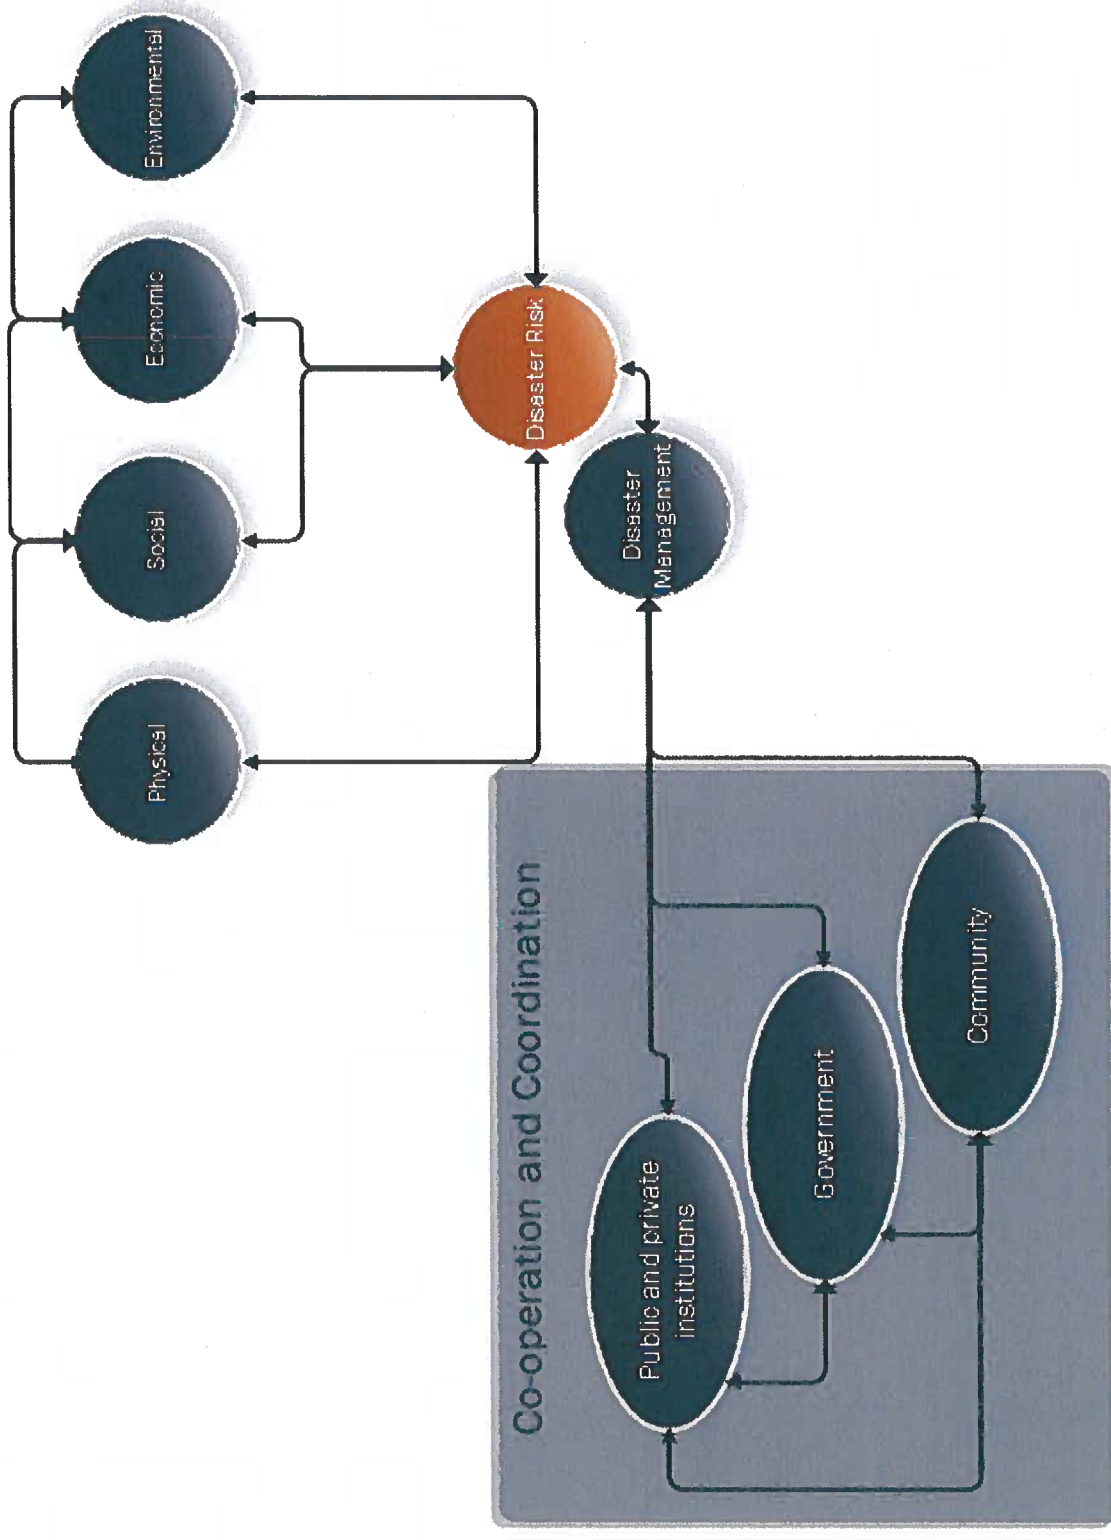 Physical
Social
Economic
Environmental
Disaster Risk
Disaster
Management
Co-operation and Coordination
Public and private
institutions
Government
Community